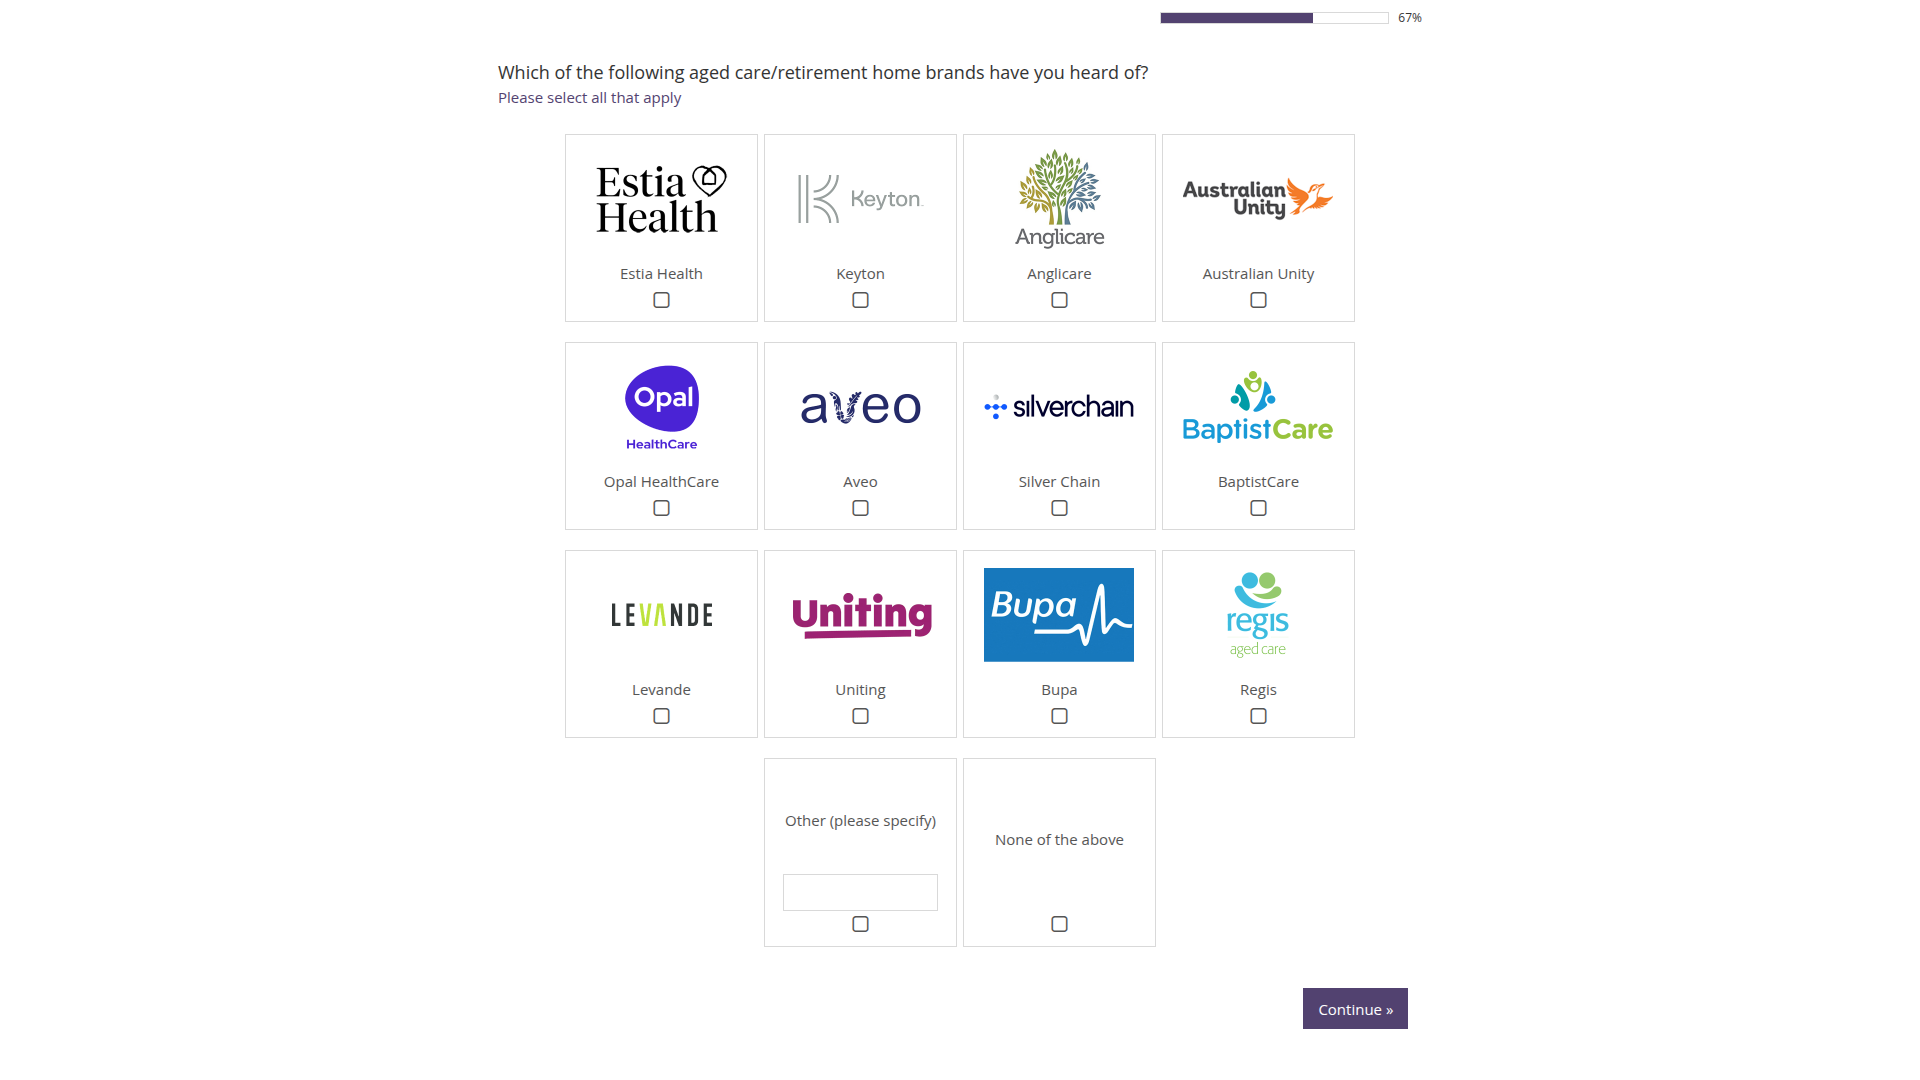 67%
Which of the following aged care/retirement home brands have you heard of?
Please select all that apply
Estia
Health
Estia Health
Keyton
Keyton
Anglicare
Anglicare
Australian
Unity
Australian Unity
Opal
HealthCare
Opal HealthCare
aveo
Aveo
silverchain
Silver Chain
BaptistCare
BaptistCare
LEVANDE
Levande
Uniting
Uniting
Bupa
Bupa
regis
aged care
Regis
Other (please specify)
None of the above
Continue »